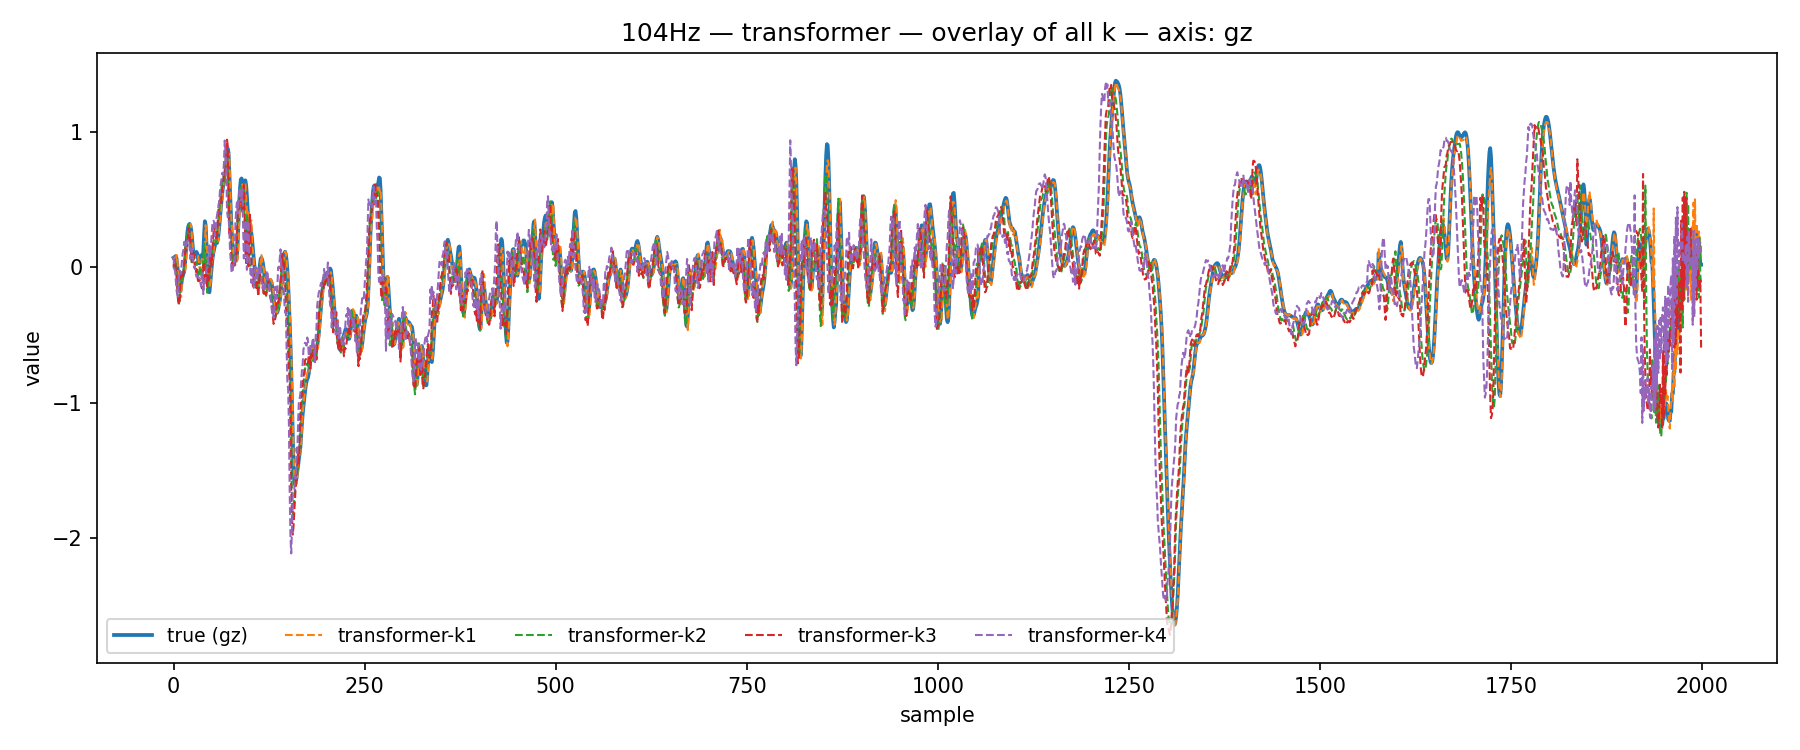 104Hz — transformer — overlay of all k — axis: gz
value
1
0
−1
−2
true (gz) transformer-k1 transformer-k2 transformer-k3 transformer-k4
0 250 500 750 1000 1250 1500 1750 2000
sample